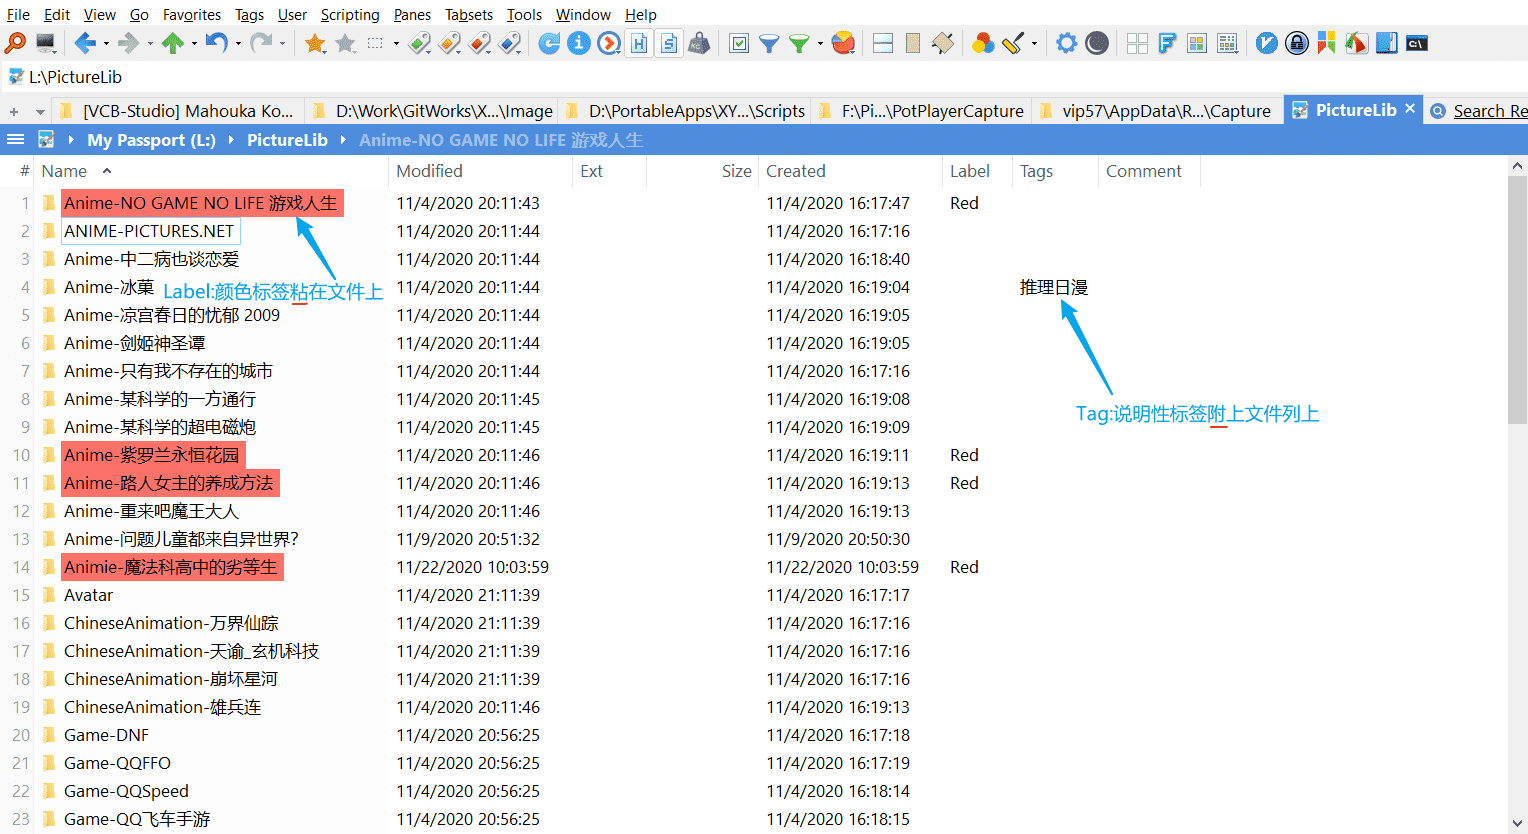 File Edit View Go Favorites Tags User Scripting Panes Tabsets Tools Window Help
L:\PictureLib
[VCB-Studio] Mahouka Ko... D:\Work\GitWorks\X...\Image D:\PortableApps\XY...\Scripts F:\Pi...\PotPlayerCapture vip57\AppData\R...\Capture PictureLib Search Re
My Passport (L:) PictureLib Anime-NO GAME NO LIFE 游戏人生
# Name Modified Ext Size Created Label Tags Comment
1 Anime-NO GAME NO LIFE 游戏人生 11/4/2020 20:11:43 11/4/2020 16:17:47 Red
2 ANIME-PICTURES.NET 11/4/2020 20:11:44 11/4/2020 16:17:16
3 Anime-中二病也谈恋爱 11/4/2020 20:11:44 11/4/2020 16:18:40
4 Anime-冰菓 11/4/2020 20:11:44 11/4/2020 16:19:04 推理日漫
Label:颜色标签粘在文件上
5 Anime-凉宫春日的忧郁 2009 11/4/2020 20:11:44 11/4/2020 16:19:05
6 Anime-剑姬神圣谭 11/4/2020 20:11:44 11/4/2020 16:19:05
7 Anime-只有我不存在的城市 11/4/2020 20:11:44 11/4/2020 16:17:16
8 Anime-某科学的一方通行 11/4/2020 20:11:45 11/4/2020 16:19:08
Tag:说明性标签附上文件列上
9 Anime-某科学的超电磁炮 11/4/2020 20:11:45 11/4/2020 16:19:09
10 Anime-紫罗兰永恒花园 11/4/2020 20:11:46 11/4/2020 16:19:11 Red
11 Anime-路人女主的养成方法 11/4/2020 20:11:46 11/4/2020 16:19:13 Red
12 Anime-重来吧魔王大人 11/4/2020 20:11:46 11/4/2020 16:19:13
13 Anime-问题儿童都来自异世界? 11/9/2020 20:51:32 11/9/2020 20:50:30
14 Animie-魔法科高中的劣等生 11/22/2020 10:03:59 11/22/2020 10:03:59 Red
15 Avatar 11/4/2020 21:11:39 11/4/2020 16:17:17
16 ChineseAnimation-万界仙踪 11/4/2020 21:11:39 11/4/2020 16:17:16
17 ChineseAnimation-天谕_玄机科技 11/4/2020 21:11:39 11/4/2020 16:17:16
18 ChineseAnimation-崩坏星河 11/4/2020 21:11:39 11/4/2020 16:17:16
19 ChineseAnimation-雄兵连 11/4/2020 20:11:46 11/4/2020 16:19:13
20 Game-DNF 11/4/2020 20:56:25 11/4/2020 16:17:18
21 Game-QQFFO 11/4/2020 20:56:25 11/4/2020 16:17:19
22 Game-QQSpeed 11/4/2020 20:56:25 11/4/2020 16:18:14
23 Game-QQ飞车手游 11/4/2020 20:56:25 11/4/2020 16:18:15